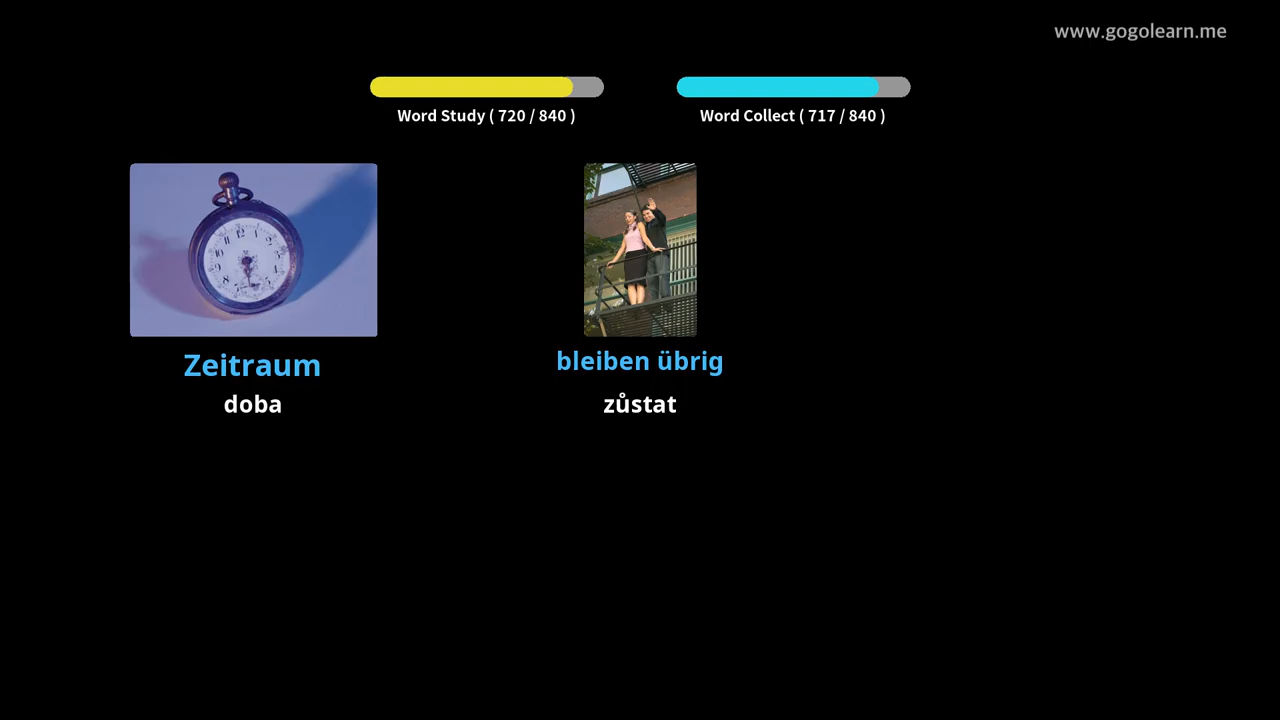 www.gogolearn.me
Word Study ( 720 / 840 )
Word Collect ( 717 / 840 )
Zeitraum
doba
bleiben übrig
zůstat